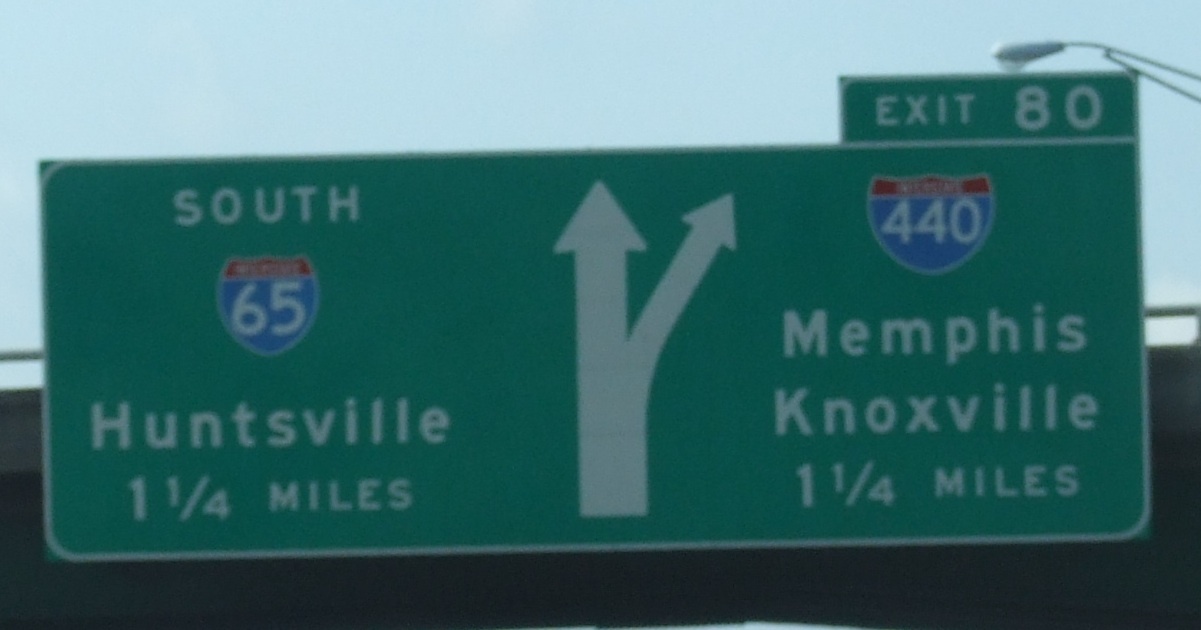 EXIT 80
SOUTH
65
Huntsville
1 1/4 MILES
440
Memphis
Knoxville
1 1/4 MILES